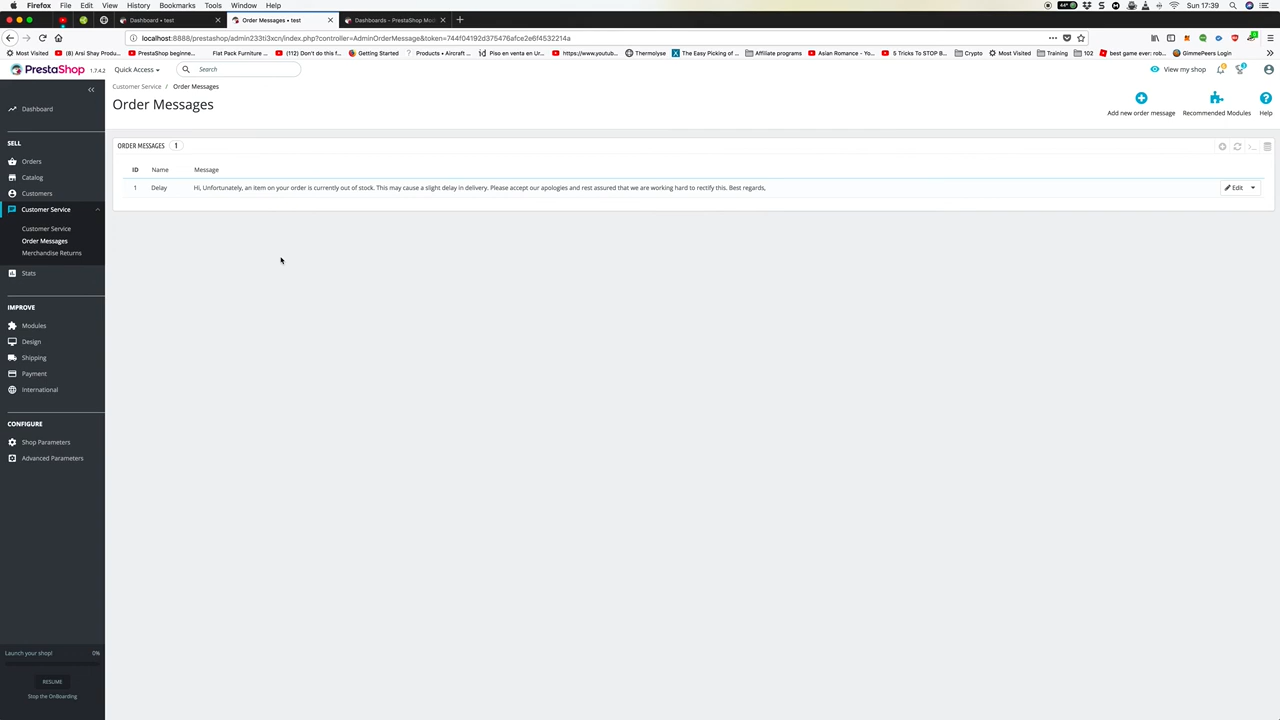 Firefox File Edit View History Bookmarks Tools Window Help 44° Sun 17:39
Dashboard • test Order Messages • test Dashboards - PrestaShop Mod
localhost:8888/prestashop/admin233ti3xcn/index.php?controller=AdminOrderMessage&token=744f04192d375476afce2e6f4532214a
Most Visited (8) Arsi Shay Produ... PrestaShop beginne... Flat Pack Furniture ... (112) Don't do this f... Getting Started Products • Aircraft ... Piso en venta en Ur... https://www.youtub... Thermolyse The Easy Picking of ... Affiliate programs Asian Romance - Yo... 5 Tricks To STOP B... Crypto Most Visited Training 102 best game ever: rob... GimmePeers Login
PrestaShop 1.7.4.2 Quick Access Search View my shop
Customer Service / Order Messages
Order Messages
Add new order message Recommended Modules Help
Dashboard
SELL
Orders
Catalog
Customers
Customer Service
Customer Service
Order Messages
Merchandise Returns
Stats
IMPROVE
Modules
Design
Shipping
Payment
International
CONFIGURE
Shop Parameters
Advanced Parameters
Launch your shop! 0%
RESUME
Stop the OnBoarding
ORDER MESSAGES 1
ID Name Message
1 Delay Hi, Unfortunately, an item on your order is currently out of stock. This may cause a slight delay in delivery. Please accept our apologies and rest assured that we are working hard to rectify this. Best regards, Edit